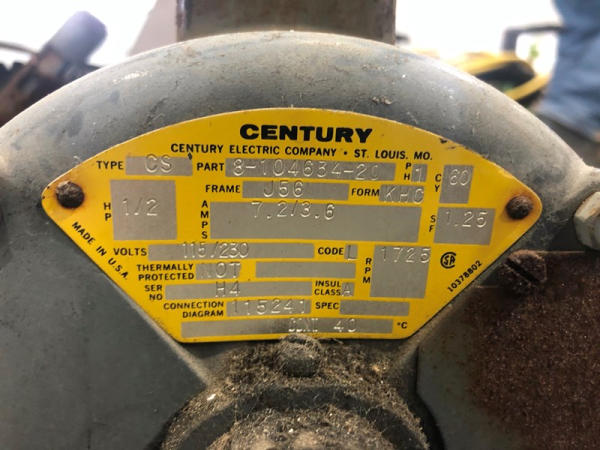 CENTURY
CENTURY ELECTRIC COMPANY • ST. LOUIS, MO.
TYPE CS PART 8-104634-20 PH 1 CY 60
FRAME J56 FORM KHC
HP 1/2 AMPS 7.2/3.6 SF 1.25
VOLTS 115/230 CODE L RPM 1725
THERMALLY PROTECTED NOT
SER NO H4 INSUL CLASS A
CONNECTION DIAGRAM 115241 SPEC
CONT 40 °C
MADE IN U.S.A.
SA
10378802